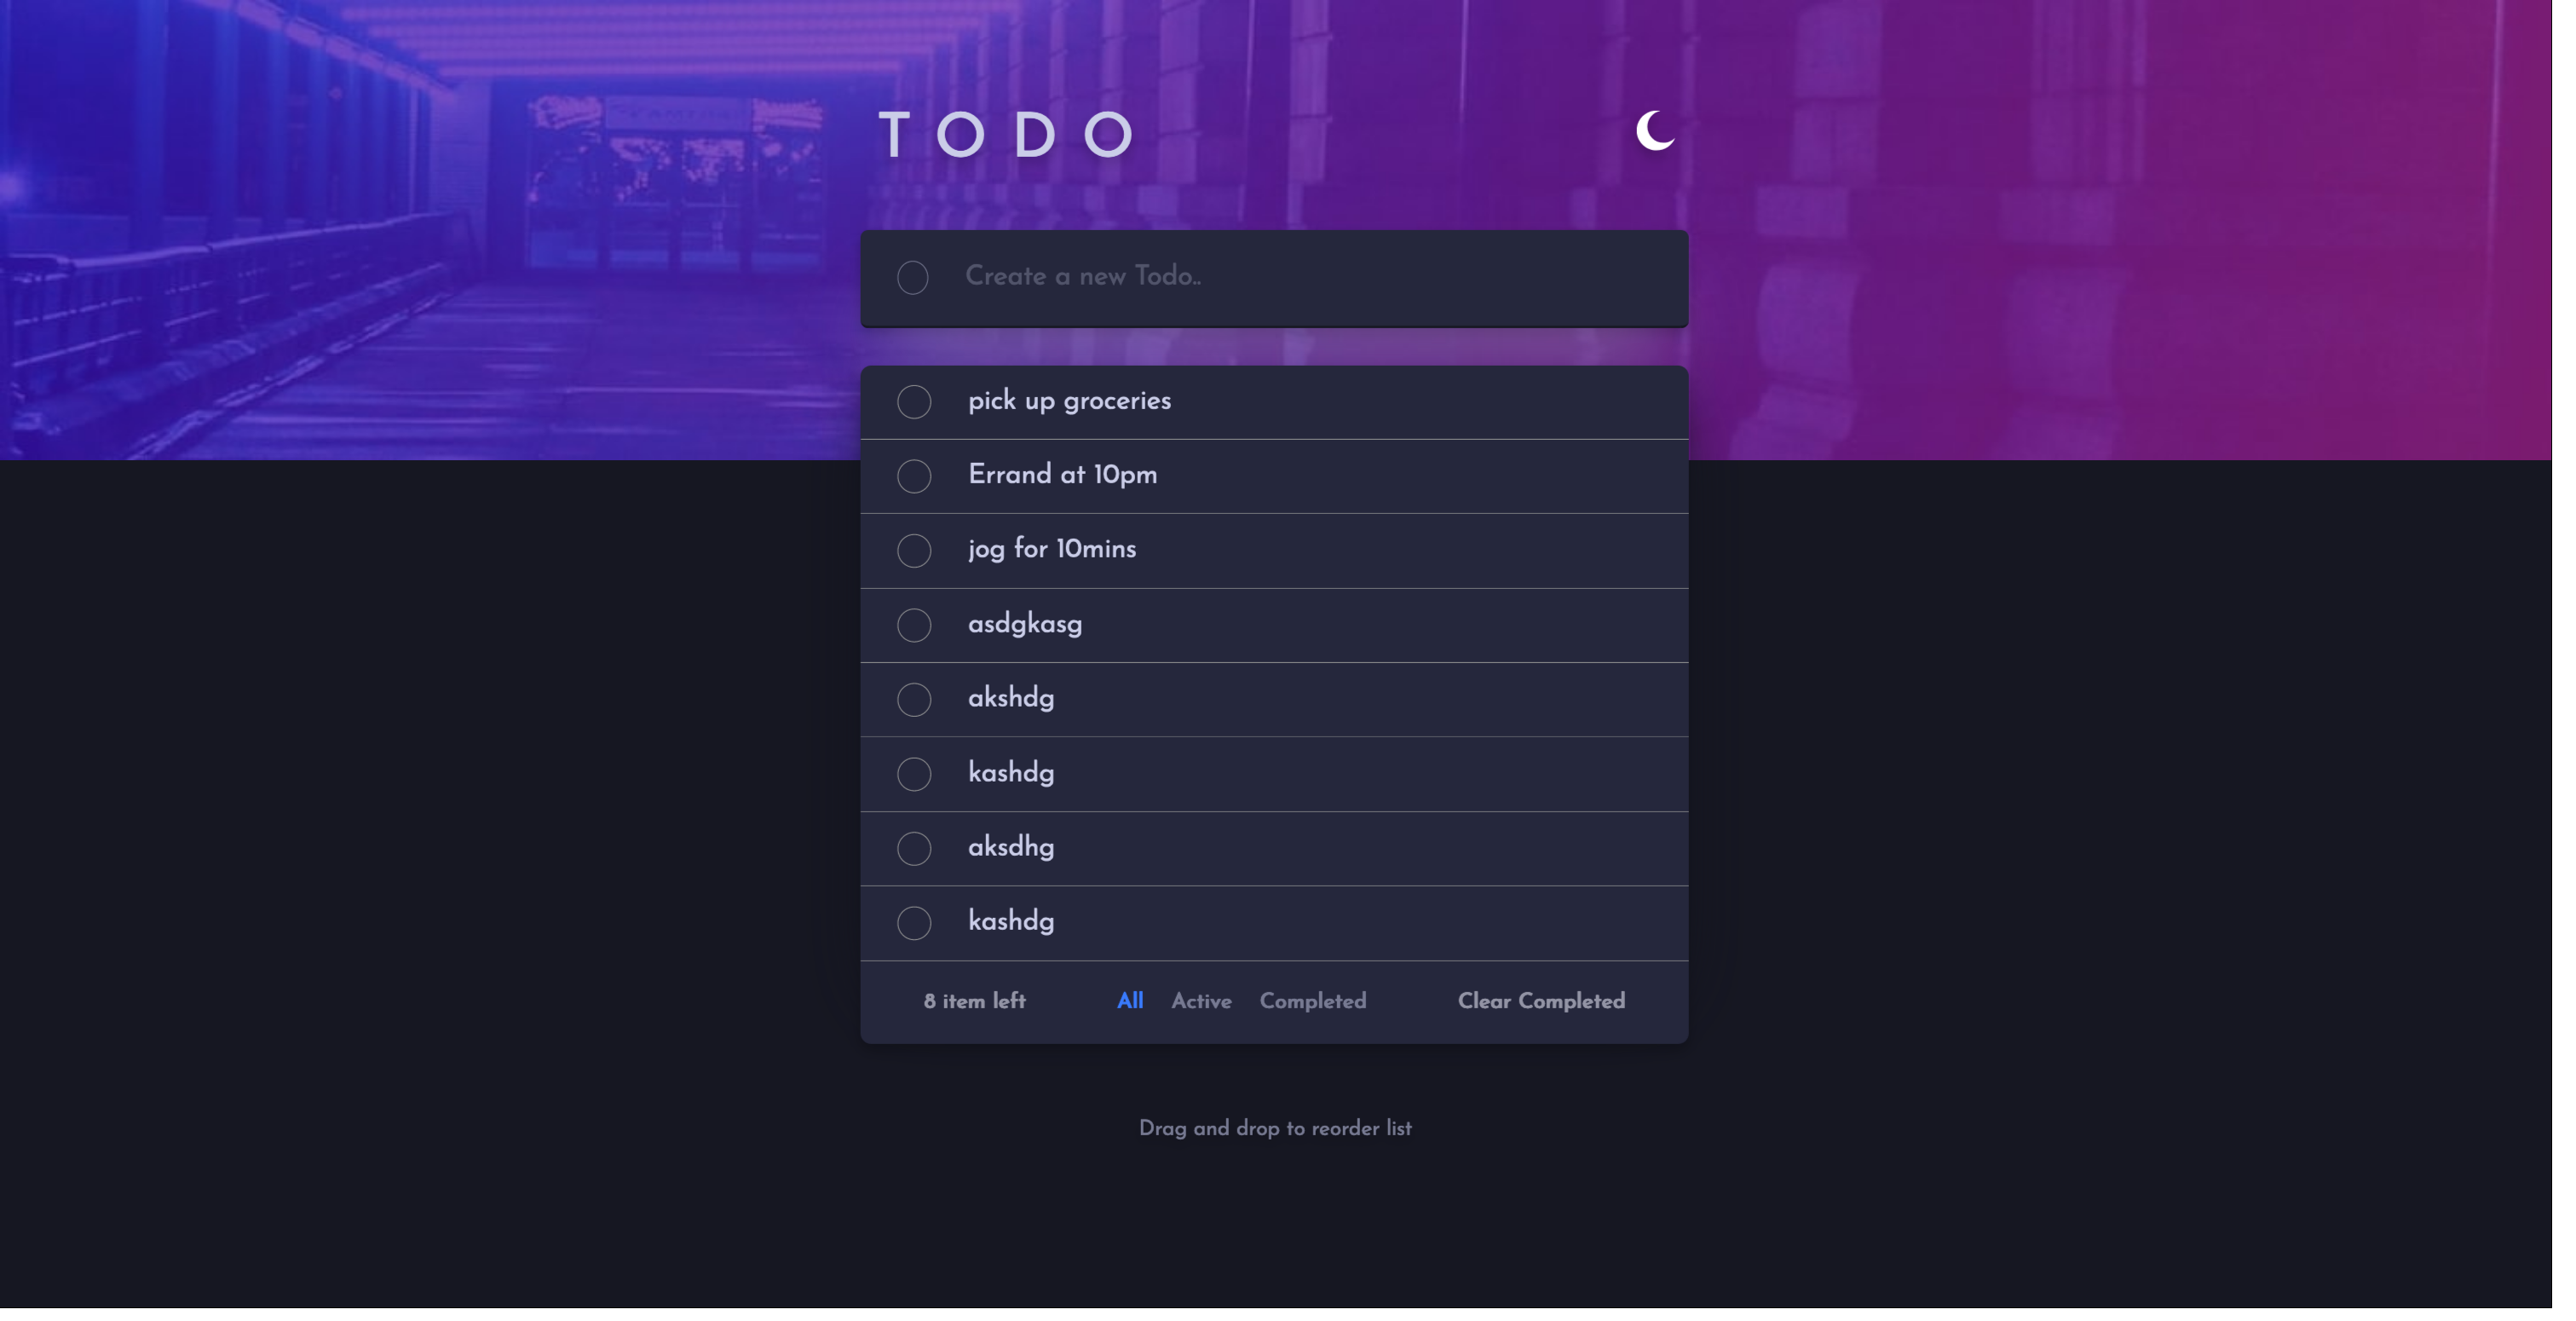 TODO
Create a new Todo..
pick up groceries
Errand at 10pm
jog for 10mins
asdgkasg
akshdg
kashdg
aksdhg
kashdg
8 item left All Active Completed Clear Completed
Drag and drop to reorder list